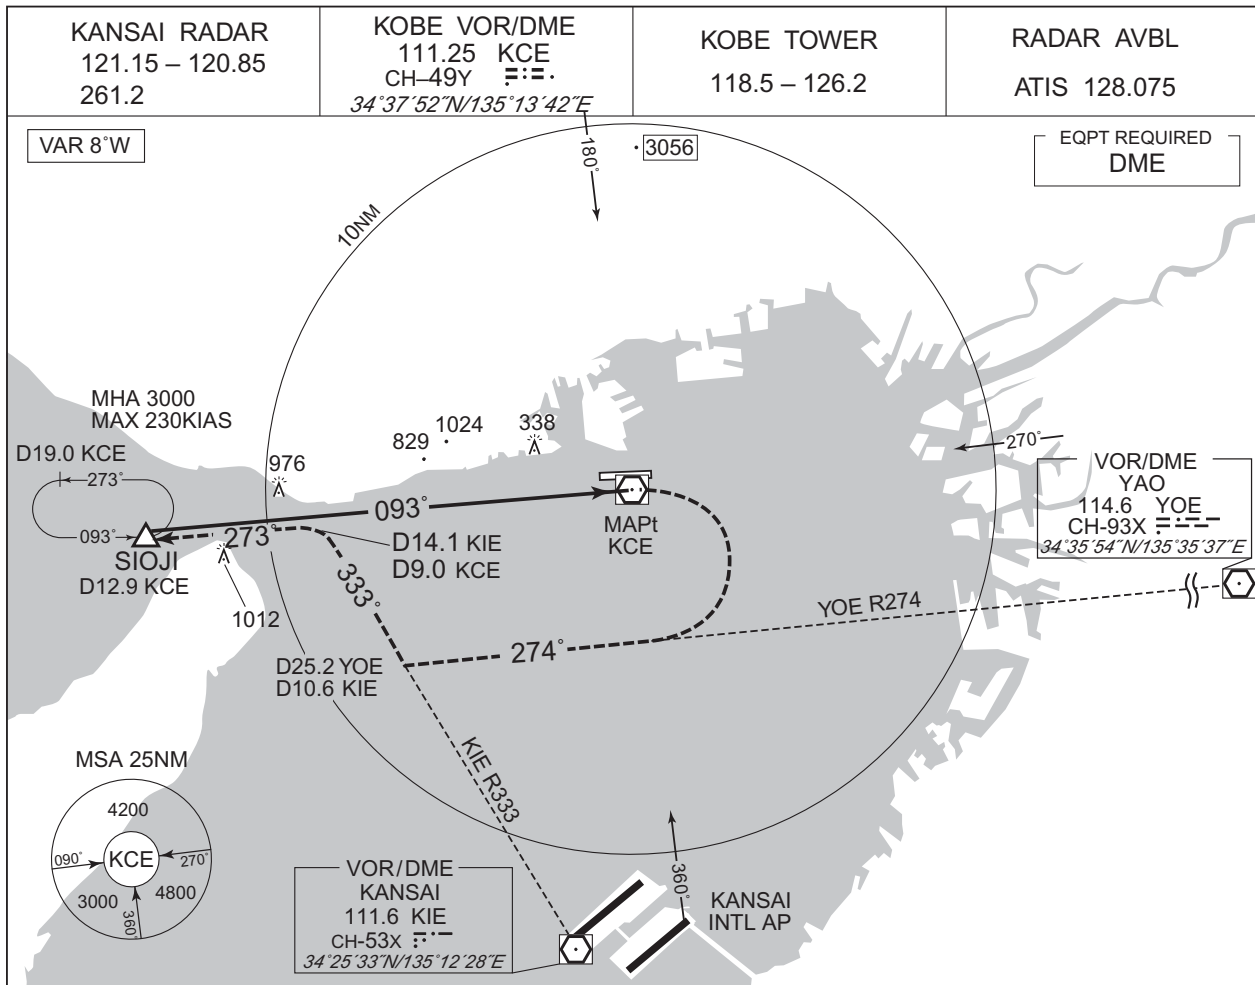 KANSAI RADAR
121.15 – 120.85
261.2
KOBE VOR/DME
111.25 KCE
CH–49Y
34°37´52˝N/135°13´42˝E
KOBE TOWER
118.5 – 126.2
RADAR AVBL
ATIS 128.075
VAR 8°W
EQPT REQUIRED
DME
180°
3056
10NM
MHA 3000
MAX 230KIAS
D19.0 KCE
273°
093°
SIOJI
D12.9 KCE
976
829
1024
338
093°
273°
1012
D14.1 KIE
D9.0 KCE
333°
MAPt
KCE
270°
VOR/DME
YAO
114.6 YOE
CH-93X
34°35´54˝N/135°35´37˝E
YOE R274
274°
D25.2 YOE
D10.6 KIE
KIE R333
MSA 25NM
4200
090°
KCE
270°
3000
4800
360°
VOR/DME
KANSAI
111.6 KIE
CH-53X
34°25´33˝N/135°12´28˝E
360°
KANSAI
INTL AP